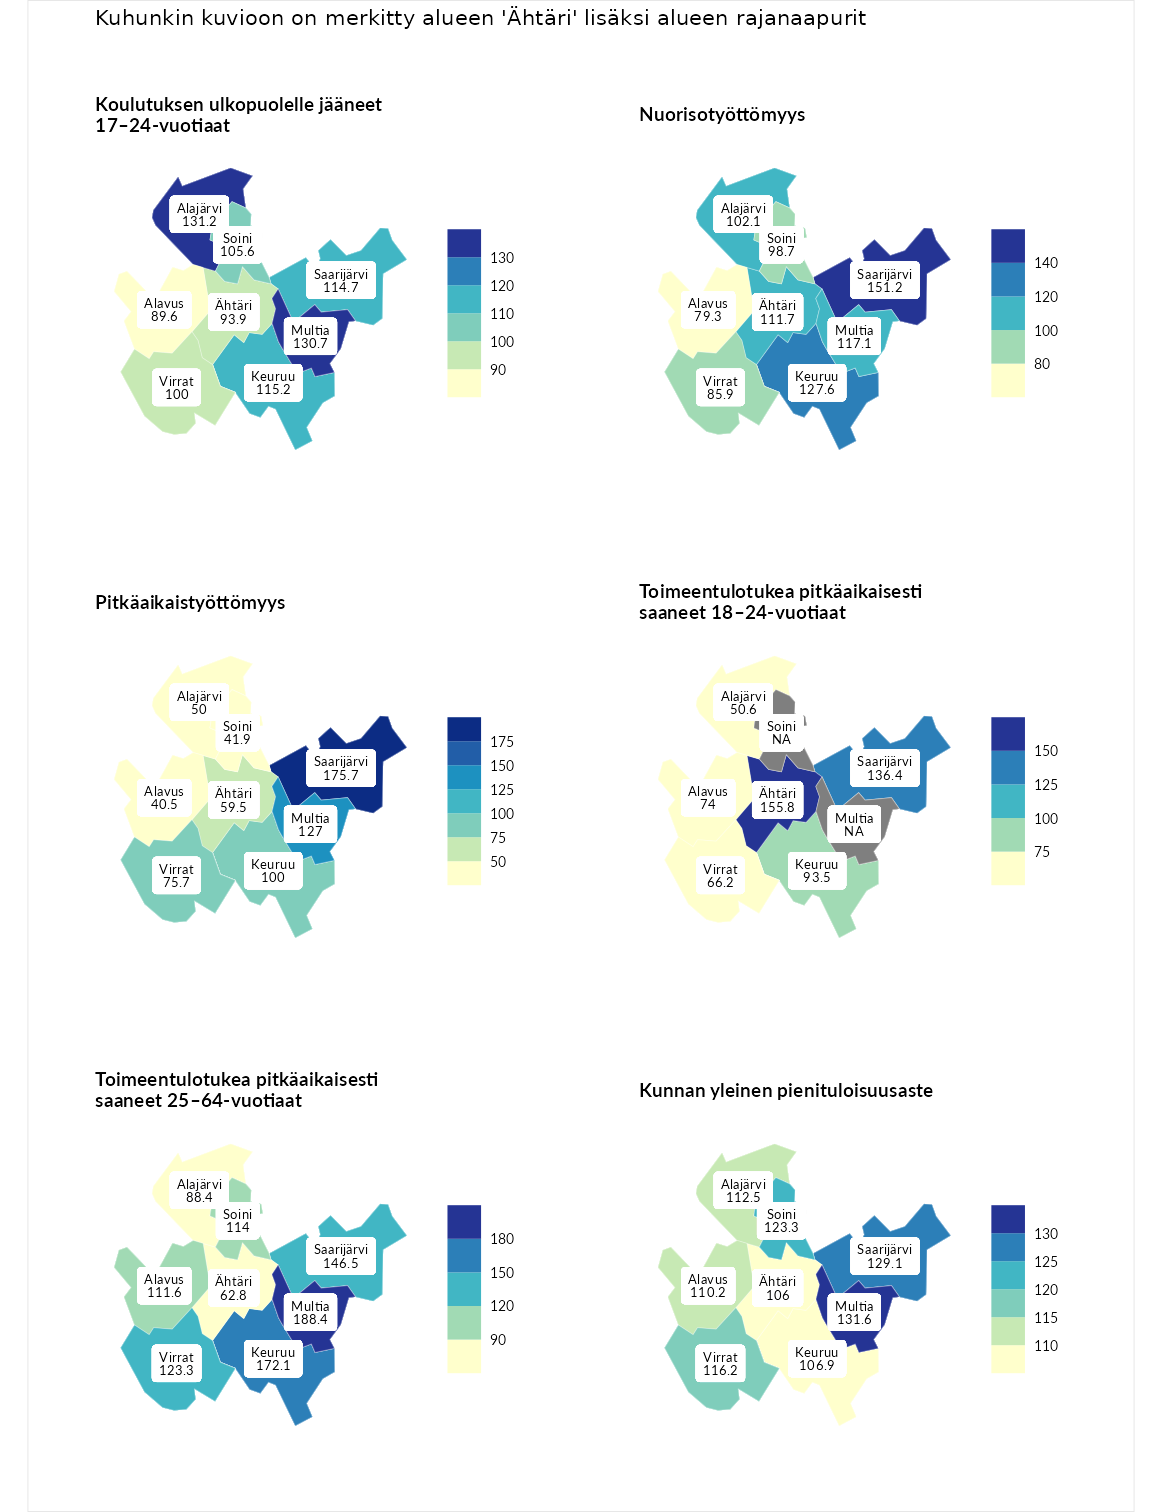 Kuhunkin kuvioon on merkitty alueen 'Ähtäri' lisäksi alueen rajanaapurit
Koulutuksen ulkopuolelle jääneet
17–24-vuotiaat
Alajärvi
131.2
Soini
105.6
Saarijärvi
114.7
Alavus
89.6
Ähtäri
93.9
Multia
130.7
Virrat
100
Keuruu
115.2
130
120
110
100
90
Nuorisotyöttömyys
Alajärvi
102.1
Soini
98.7
Saarijärvi
151.2
Alavus
79.3
Ähtäri
111.7
Multia
117.1
Virrat
85.9
Keuruu
127.6
140
120
100
80
Pitkäaikaistyöttömyys
Alajärvi
50
Soini
41.9
Saarijärvi
175.7
Alavus
40.5
Ähtäri
59.5
Multia
127
Virrat
75.7
Keuruu
100
175
150
125
100
75
50
Toimeentulotukea pitkäaikaisesti
saaneet 18–24-vuotiaat
Alajärvi
50.6
Soini
NA
Saarijärvi
136.4
Alavus
74
Ähtäri
155.8
Multia
NA
Virrat
66.2
Keuruu
93.5
150
125
100
75
Toimeentulotukea pitkäaikaisesti
saaneet 25–64-vuotiaat
Alajärvi
88.4
Soini
114
Saarijärvi
146.5
Alavus
111.6
Ähtäri
62.8
Multia
188.4
Virrat
123.3
Keuruu
172.1
180
150
120
90
Kunnan yleinen pienituloisuusaste
Alajärvi
112.5
Soini
123.3
Saarijärvi
129.1
Alavus
110.2
Ähtäri
106
Multia
131.6
Virrat
116.2
Keuruu
106.9
130
125
120
115
110